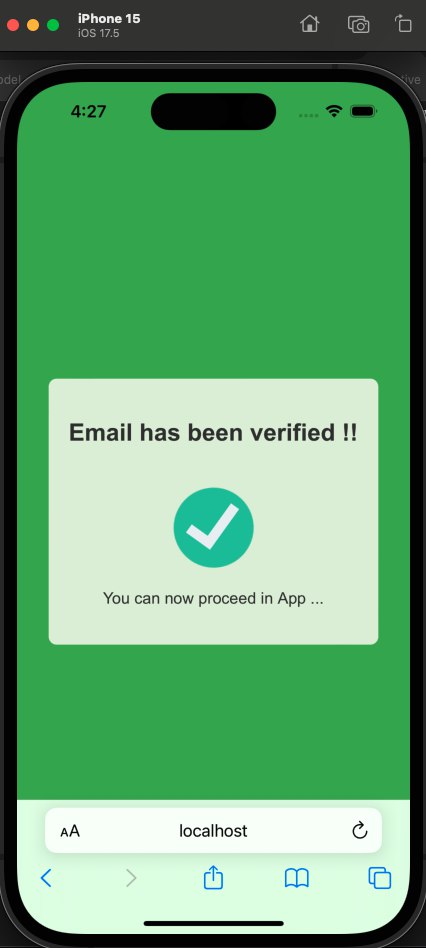 iPhone 15
iOS 17.5
odel
tive
4:27
Email has been verified !!
You can now proceed in App ...
AA
localhost